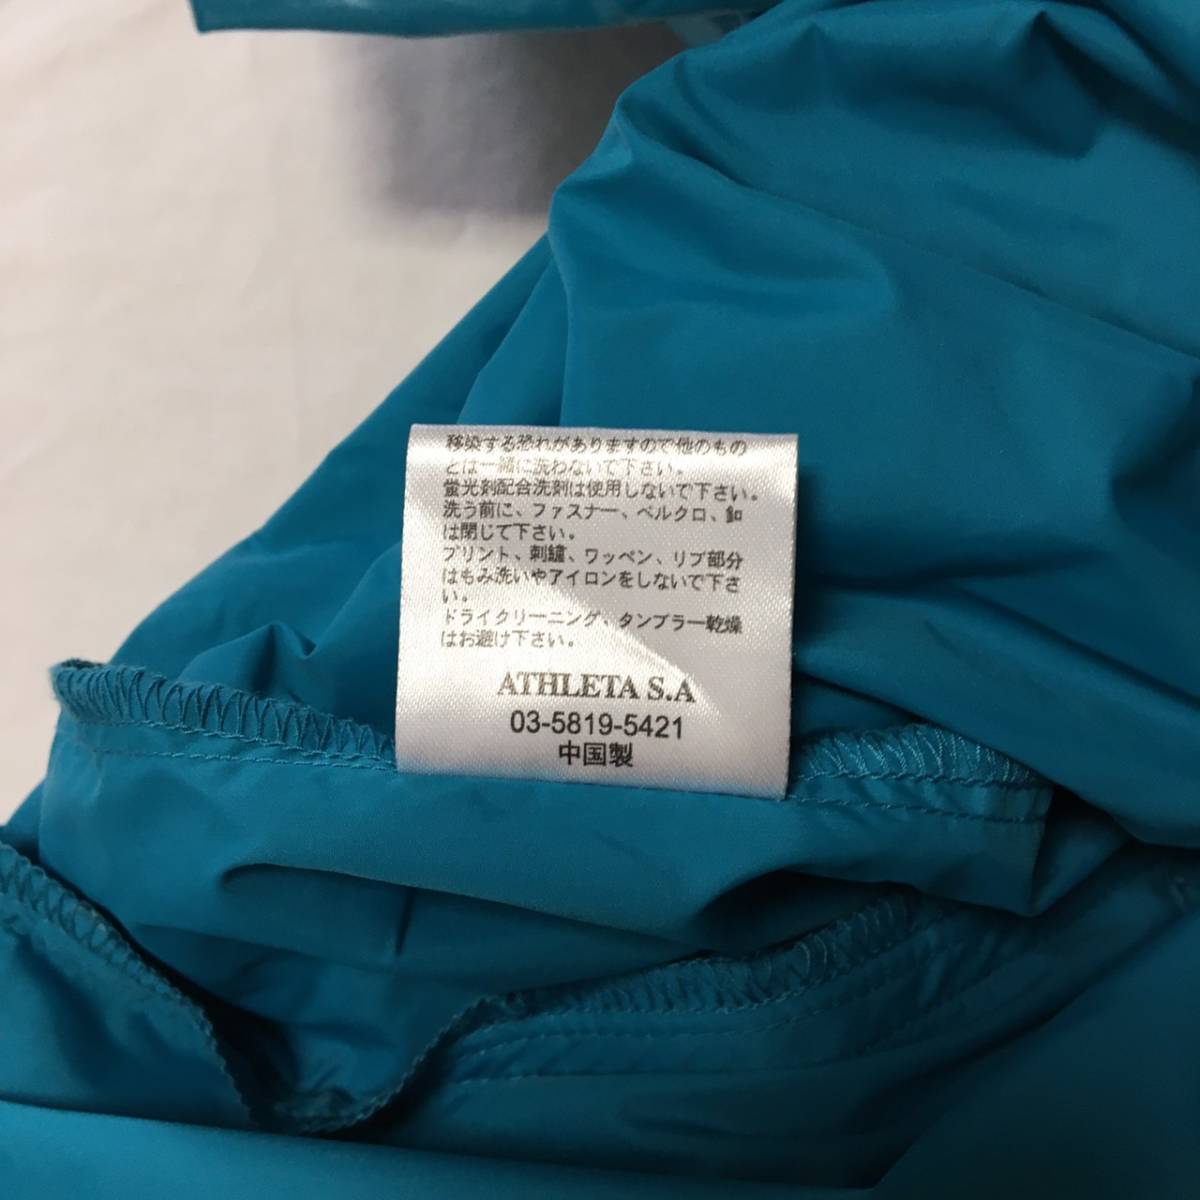 移染する恐れがありますので他のもの
とは一緒に洗わないで下さい。
蛍光剤配合洗剤は使用しないで下さい。
洗う前に、ファスナー、ベルクロ、釦
は閉じて下さい。
プリント、刺繍、ワッペン、リブ部分
はもみ洗いやアイロンをしないで下さ
い。
ドライクリーニング、タンブラー乾燥
はお避け下さい。
ATHLETA S.A
03-5819-5421
中国製